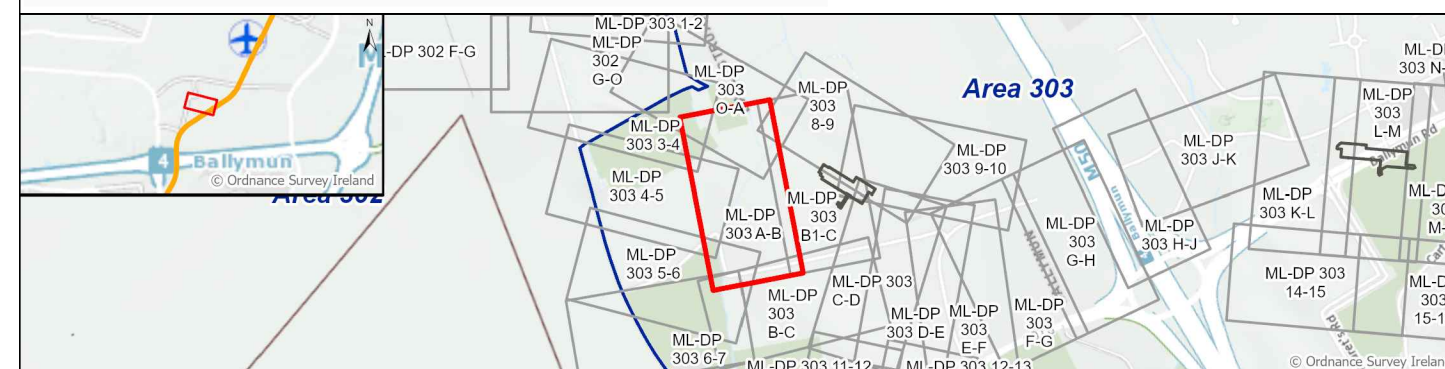 N
4
Ballymun
© Ordnance Survey Ireland
-DP 302 F-G
ML-DP 303 1-2
ML-DP
302
G-O
ML-DP
303
O-A
ML-DP
303 3-4
ML-DP
303 4-5
ML-DP
303 5-6
ML-DP
303 6-7
ML-DP
303 A-B
ML-DP
303
8-9
ML-DP
303
B1-C
ML-DP
303
B-C
Area 303
ML-DP
303 9-10
ML-DP 303
C-D
ML-DP
303 D-E
ML-DP
303
E-F
ML-DP
303
F-G
ML-DP 303 11-12
ML-DP 303 12-13
M50
ML-DP
303
G-H
4 Ballymun
ML-DP
303 H-J
ML-DP
303 J-K
ML-DP
303 K-L
ML-DP
303
L-M
Ballymun Rd
ML-DP 303
14-15
© Ordnance Survey Irelan